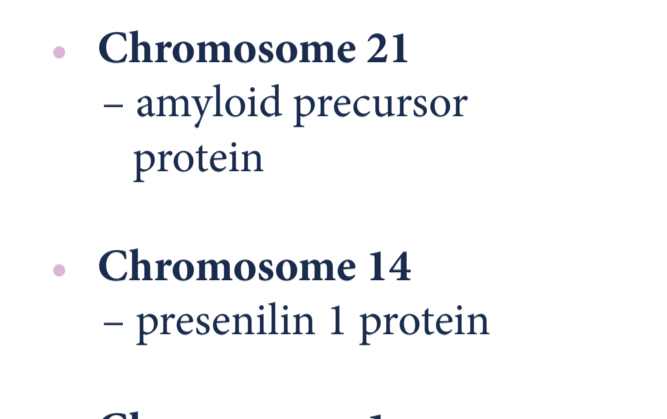 • Chromosome 21
– amyloid precursor
protein
• Chromosome 14
– presenilin 1 protein